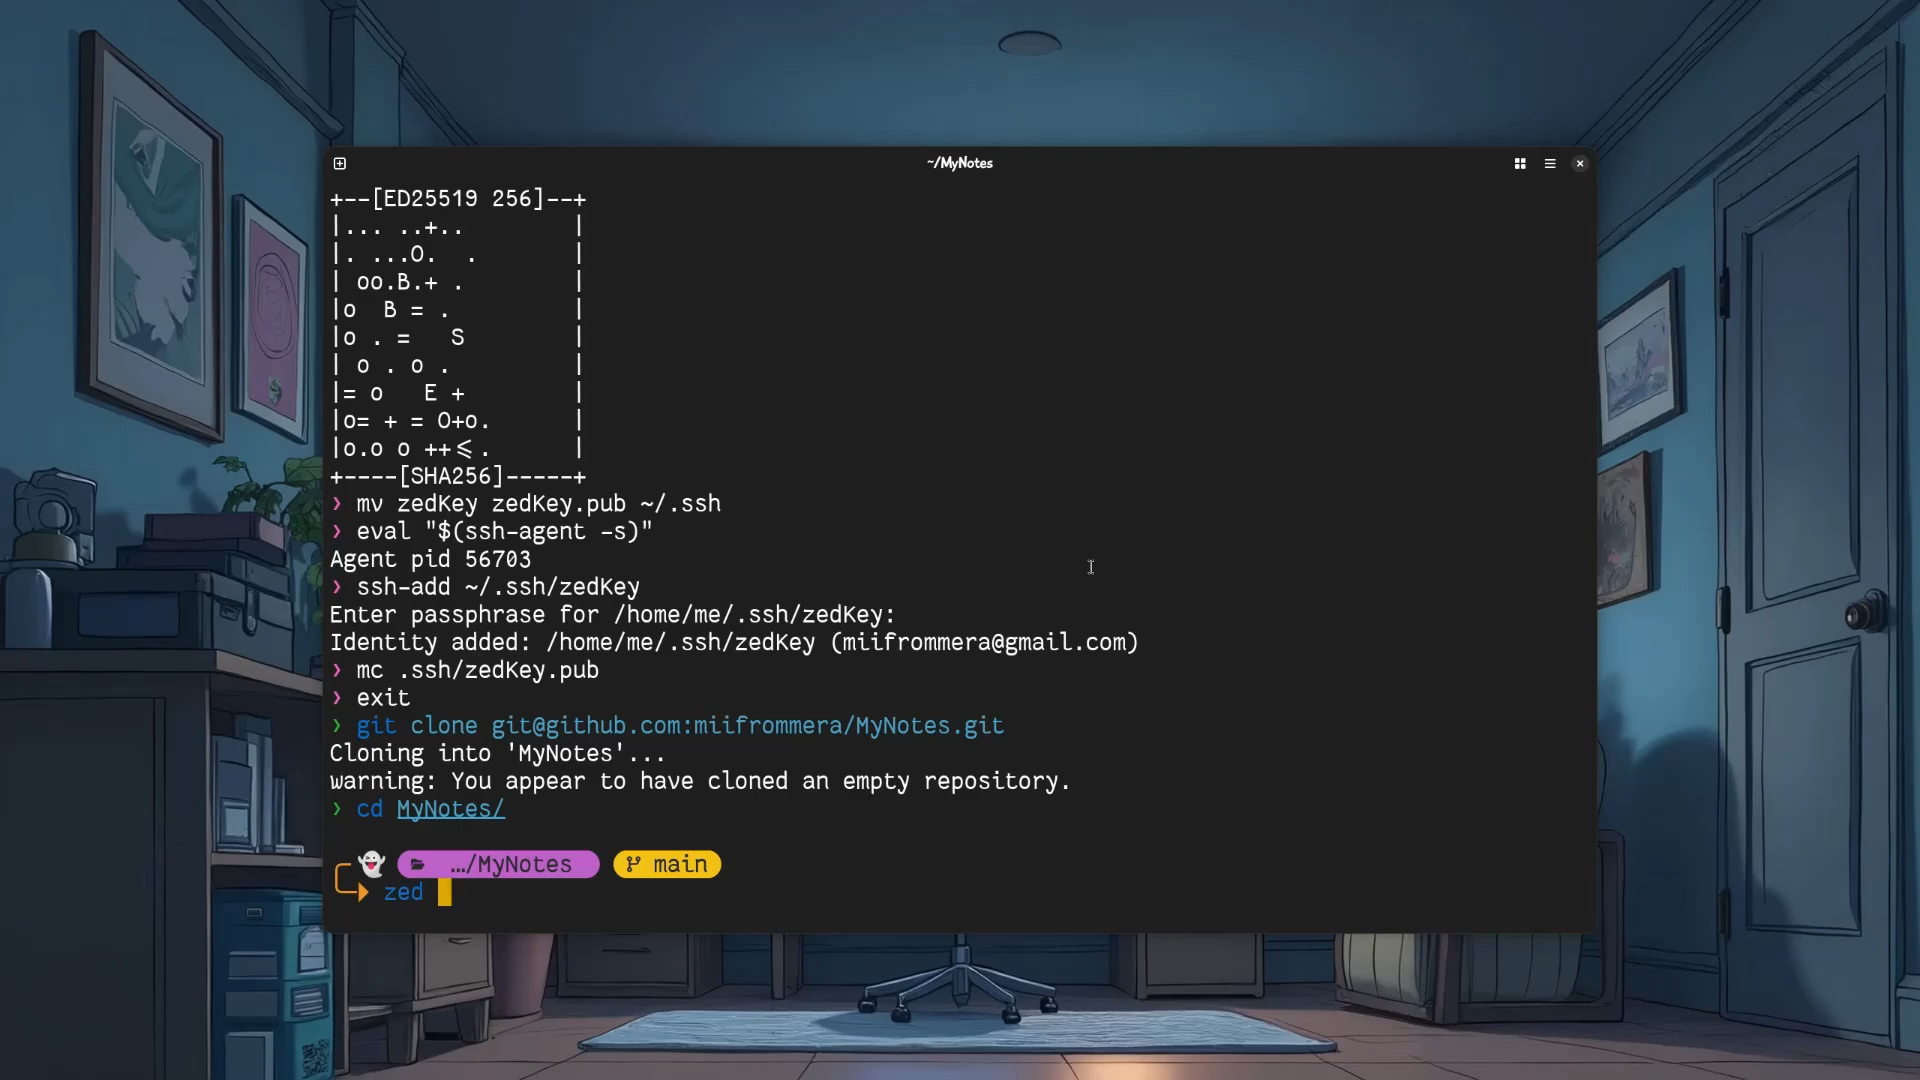 ~/MyNotes
+--[ED25519 256]--+
|... ..+..        |
|. ...O.  .       |
| oo.B.+ .        |
|o  B = .         |
|o . =   S        |
| o . o .         |
|= o   E +        |
|o= + = O+o.      |
|o.o o ++<=.      |
+----[SHA256]-----+
❯ mv zedKey zedKey.pub ~/.ssh
❯ eval "$(ssh-agent -s)"
Agent pid 56703
❯ ssh-add ~/.ssh/zedKey
Enter passphrase for /home/me/.ssh/zedKey:
Identity added: /home/me/.ssh/zedKey (miifrommera@gmail.com)
❯ mc .ssh/zedKey.pub
❯ exit
❯ git clone git@github.com:miifrommera/MyNotes.git
Cloning into 'MyNotes'...
warning: You appear to have cloned an empty repository.
❯ cd MyNotes/
…/MyNotes main
zed